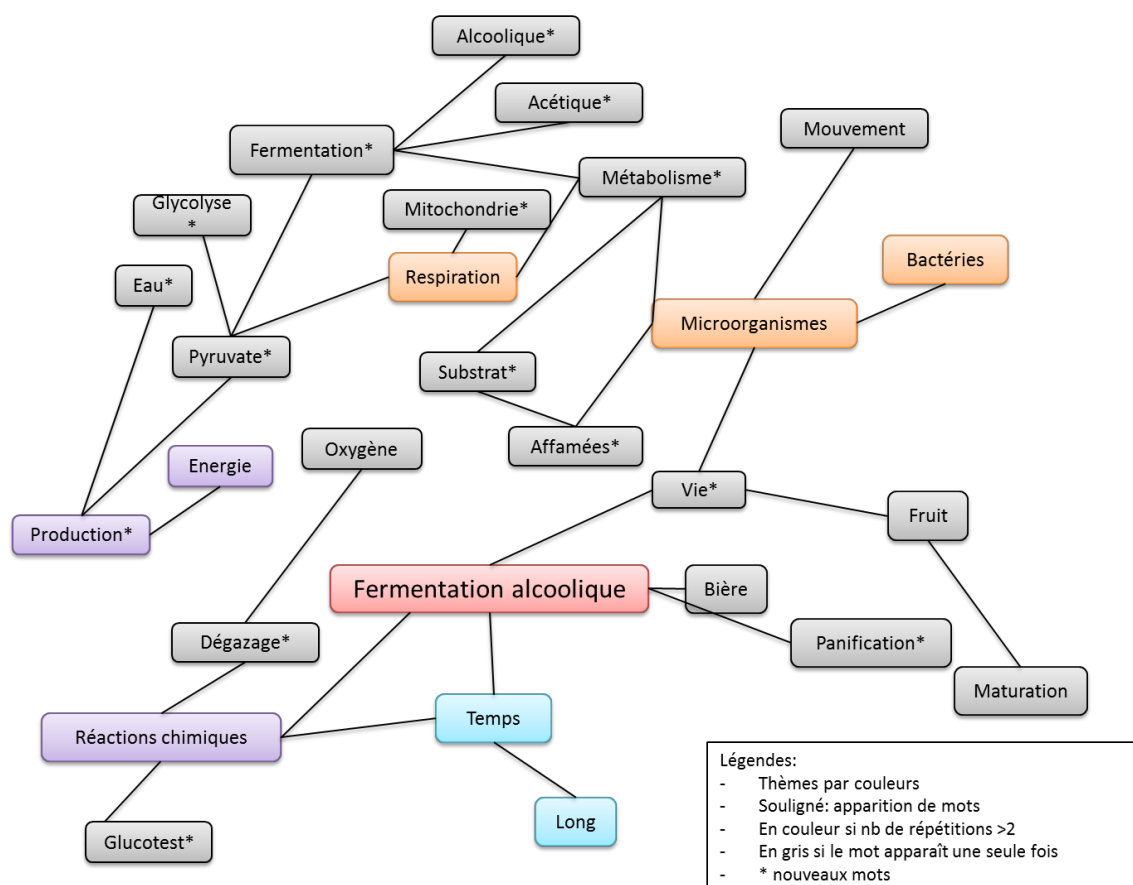 Alcoolique*
Acétique*
Mouvement
Fermentation*
Métabolisme*
Glycolyse
*
Mitochondrie*
Bactéries
Respiration
Eau*
Microorganismes
Pyruvate*
Substrat*
Affamées*
Oxygène
Energie
Vie*
Fruit
Production*
Fermentation alcoolique
Bière
Dégazage*
Panification*
Maturation
Temps
Réactions chimiques
Long
Glucotest*
Légendes:
- Thèmes par couleurs
- Souligné: apparition de mots
- En couleur si nb de répétitions >2
- En gris si le mot apparaît une seule fois
- * nouveaux mots